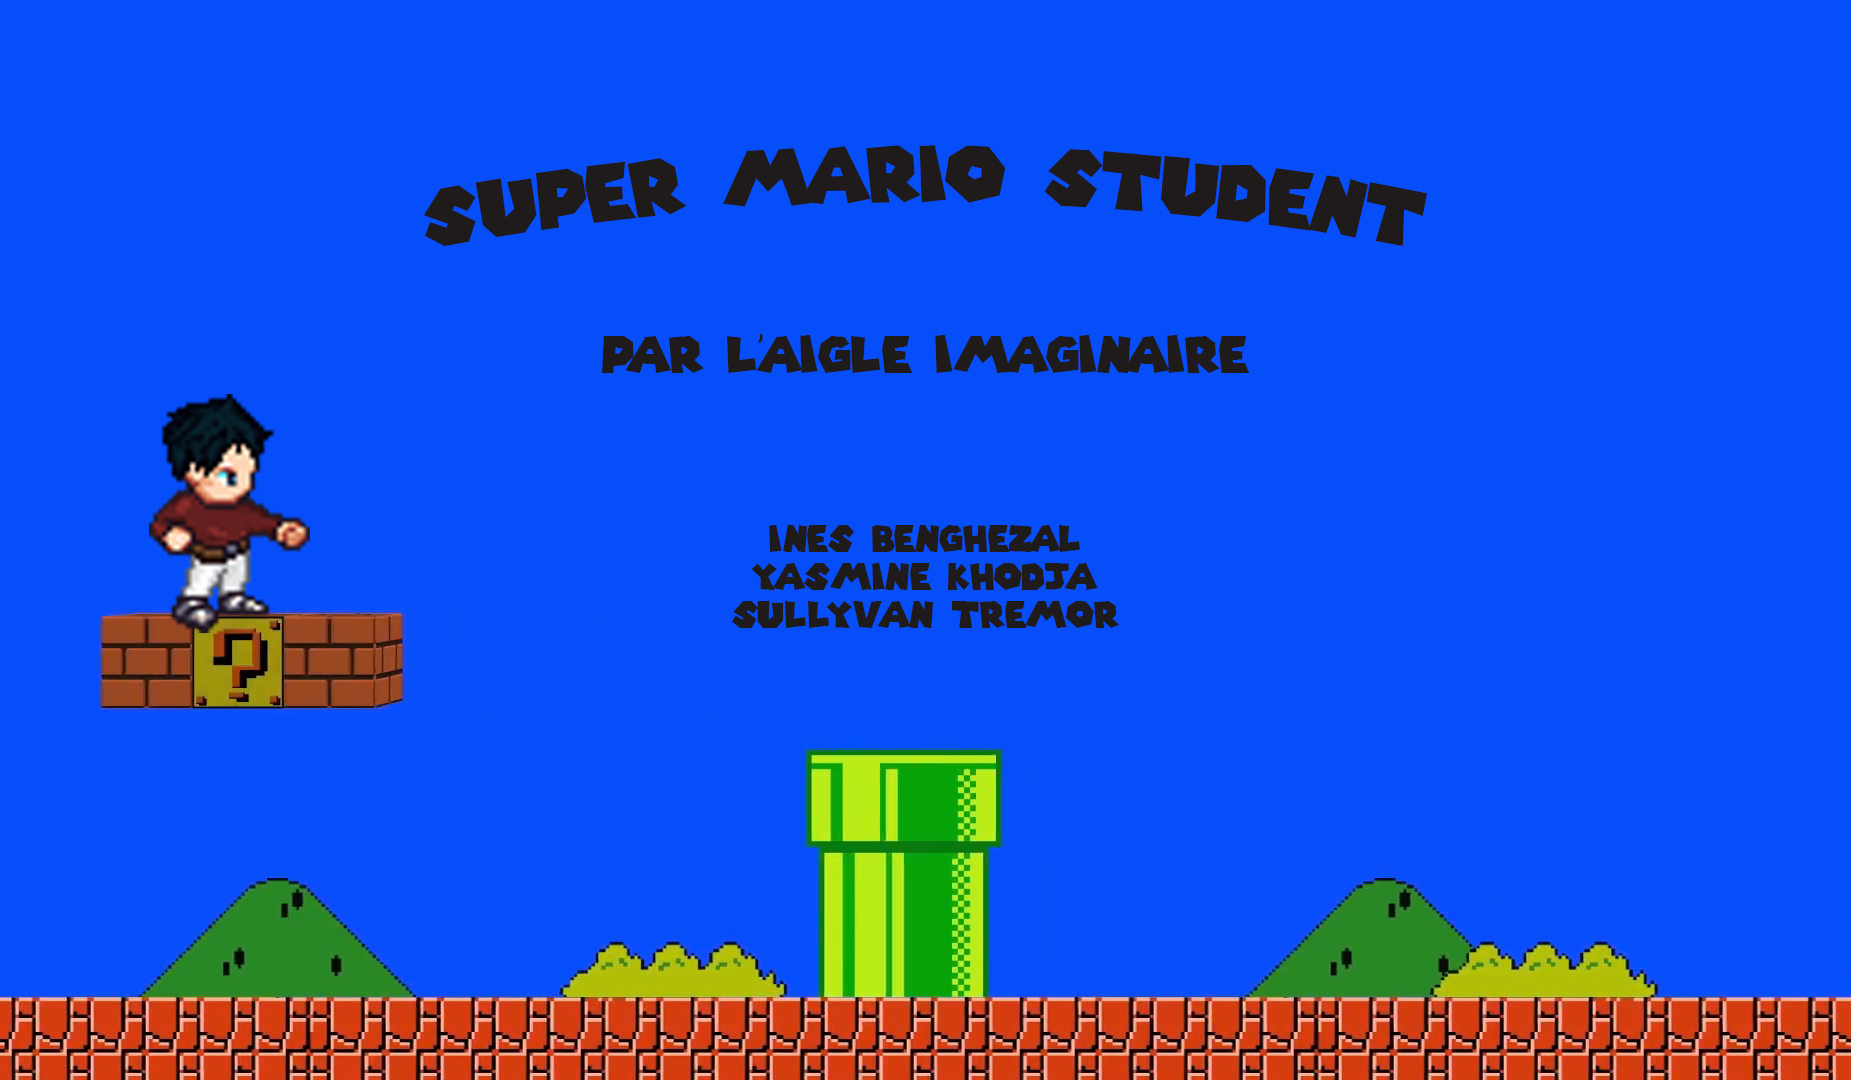 SUPER MARIO STUDENT
PAR L'AIGLE IMAGINAIRE
INES BENGHEZAL
YASMINE KHODJA
SULLYVAN TREMOR
?